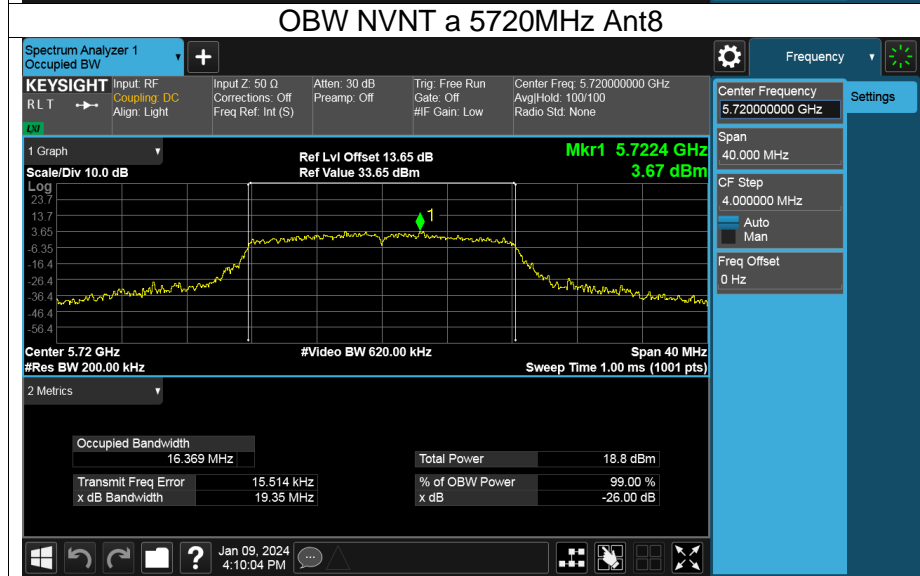 OBW NVNT a 5720MHz Ant8
Spectrum Analyzer 1
Occupied BW
Frequency
KEYSIGHT
R L T
LXI
Input: RF
Coupling: DC
Align: Light
Input Z: 50 Ω
Corrections: Off
Freq Ref: Int (S)
Atten: 30 dB
Preamp: Off
Trig: Free Run
Gate: Off
#IF Gain: Low
Center Freq: 5.720000000 GHz
Avg|Hold: 100/100
Radio Std: None
Center Frequency
5.720000000 GHz
Settings
Span
40.000 MHz
CF Step
4.000000 MHz
Auto
Man
Freq Offset
0 Hz
1 Graph
Scale/Div 10.0 dB
Ref Lvl Offset 13.65 dB
Ref Value 33.65 dBm
Mkr1 5.7224 GHz
3.67 dBm
Log
23.7
13.7
3.65
-6.35
-16.4
-26.4
-36.4
-46.4
-56.4
1
Center 5.72 GHz
#Video BW 620.00 kHz
Span 40 MHz
#Res BW 200.00 kHz
Sweep Time 1.00 ms (1001 pts)
2 Metrics
Occupied Bandwidth
16.369 MHz
Total Power 18.8 dBm
Transmit Freq Error 15.514 kHz
% of OBW Power 99.00 %
x dB Bandwidth 19.35 MHz
x dB -26.00 dB
?
Jan 09, 2024
4:10:04 PM